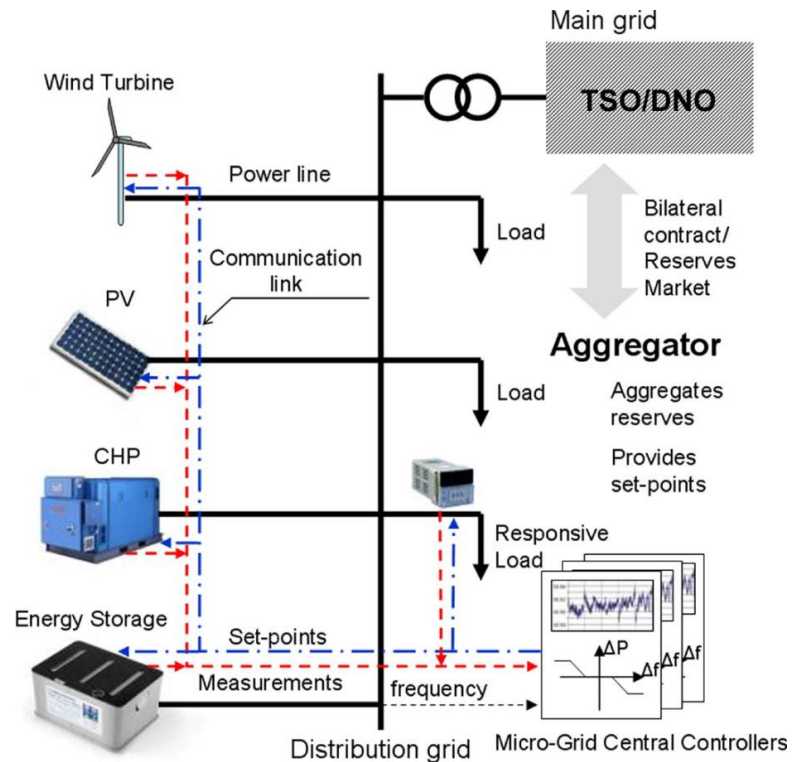 Main grid
TSO/DNO
Wind Turbine
Power line
Load
Bilateral
contract/
Reserves
Market
Communication
link
PV
Aggregator
Load
Aggregates
reserves
Provides
set-points
CHP
Responsive
Load
Energy Storage
Set-points
ΔP
Δf
Δf
Δf
Measurements
frequency
Distribution grid
Micro-Grid Central Controllers